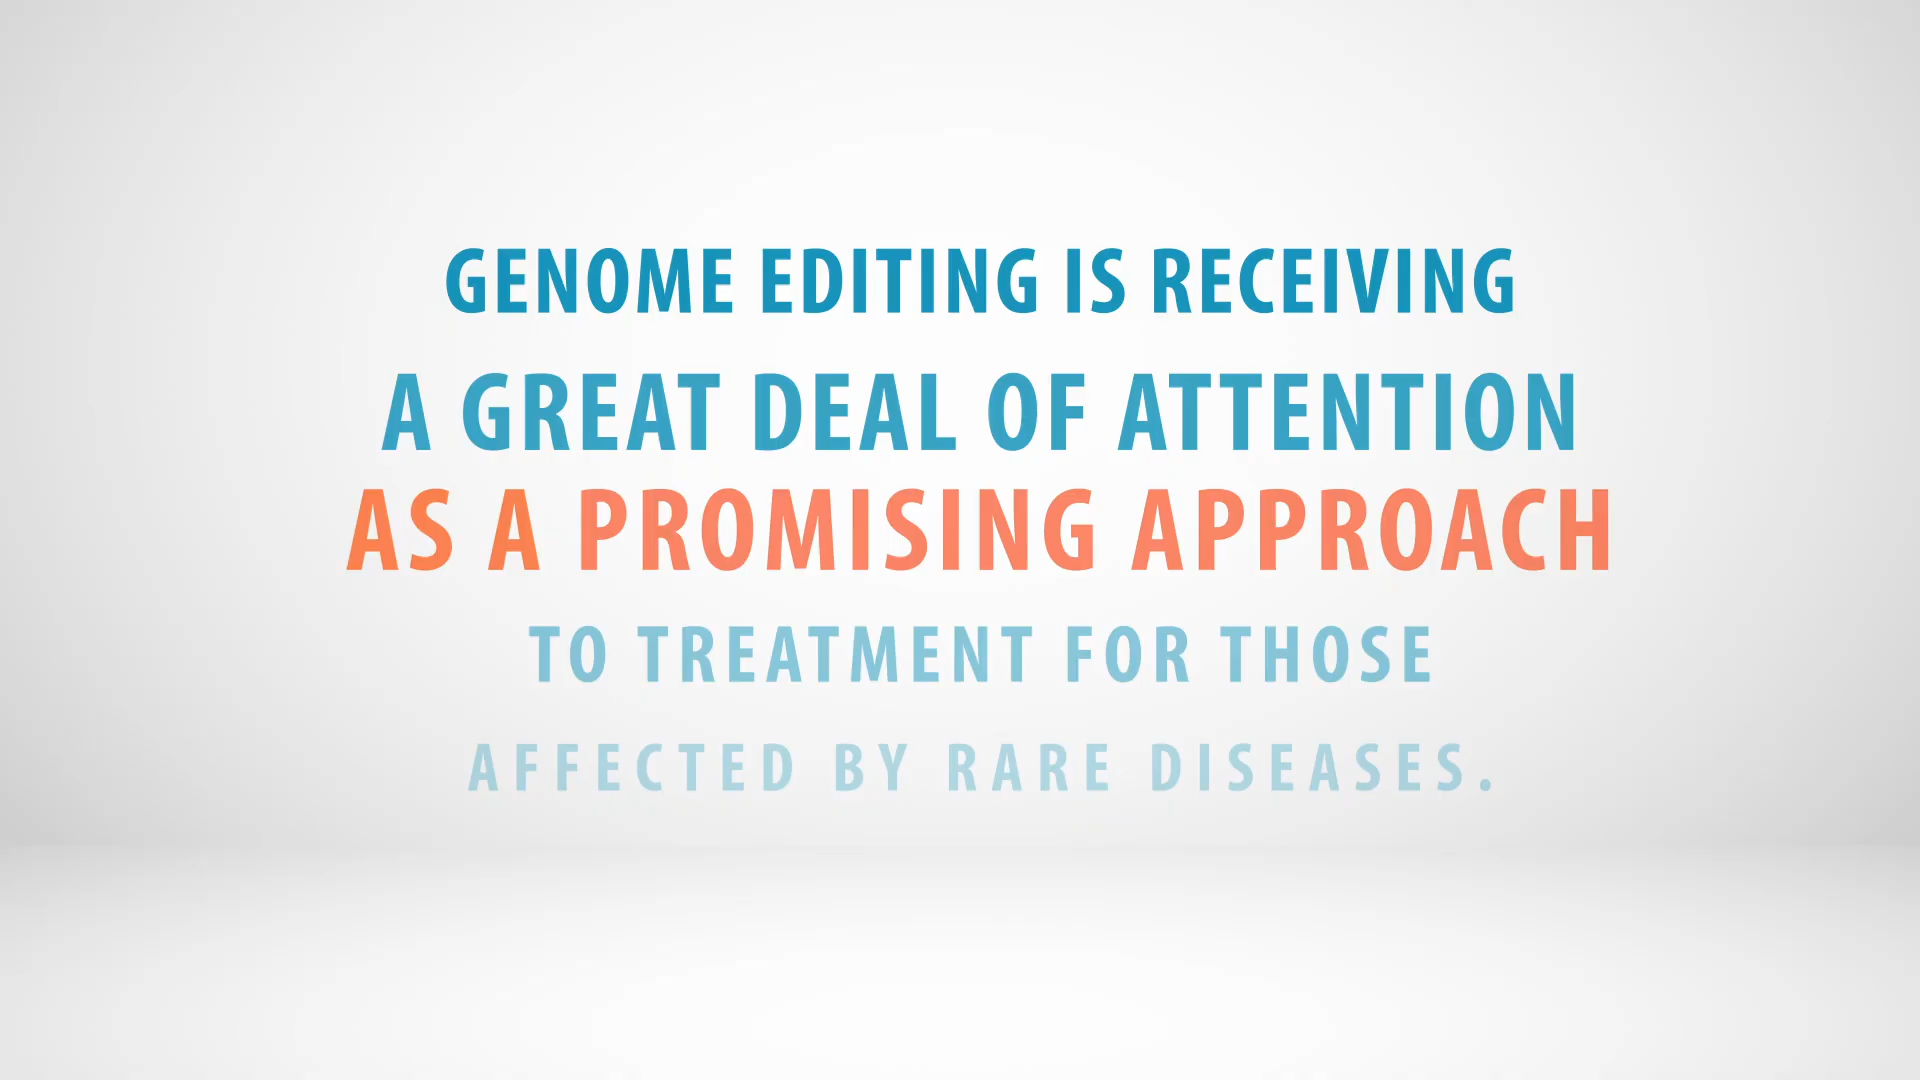 GENOME EDITING IS RECEIVING
A GREAT DEAL OF ATTENTION
AS A PROMISING APPROACH
TO TREATMENT FOR THOSE
AFFECTED BY RARE DISEASES.